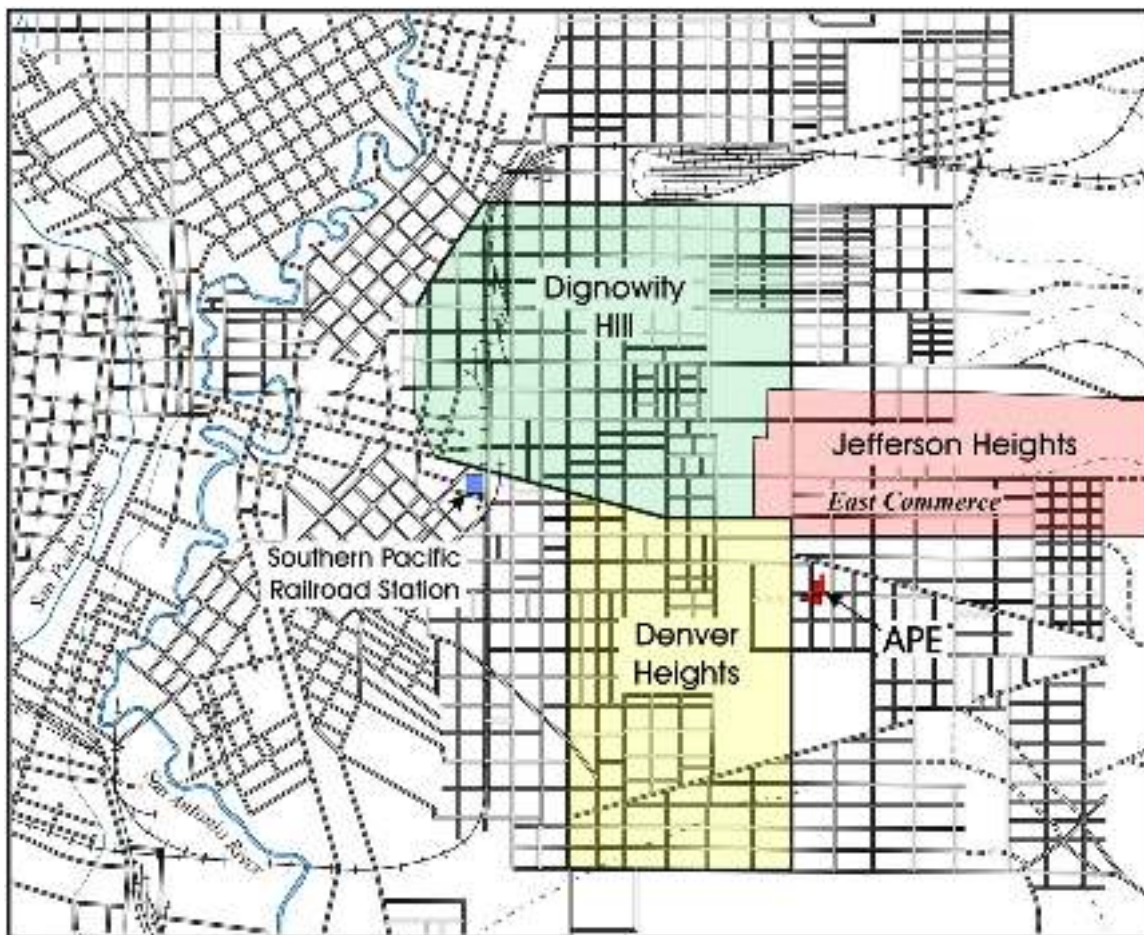 Dignowity
Hill
Jefferson Heights
East Commerce
Southern Pacific
Railroad Station
APE
Denver
Heights
San Pedro Creek
San Antonio River